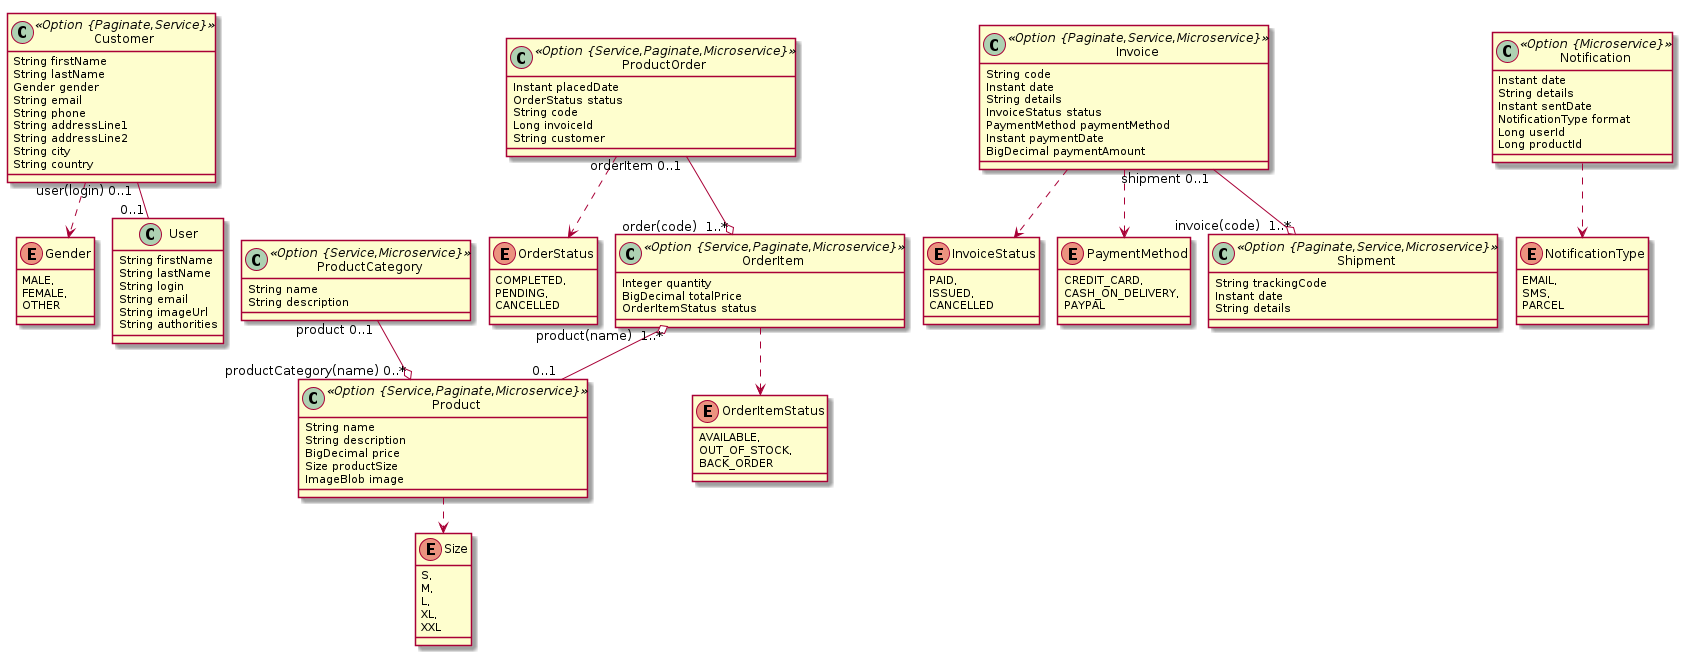 C
«Option {Paginate,Service}»
Customer
String firstName
String lastName
Gender gender
String email
String phone
String addressLine1
String addressLine2
String city
String country
C
«Option {Service,Paginate,Microservice}»
ProductOrder
Instant placedDate
OrderStatus status
String code
Long invoiceId
String customer
C
«Option {Paginate,Service,Microservice}»
Invoice
String code
Instant date
String details
InvoiceStatus status
PaymentMethod paymentMethod
Instant paymentDate
BigDecimal paymentAmount
C
«Option {Microservice}»
Notification
Instant date
String details
Instant sentDate
NotificationType format
Long userId
Long productId
user(login) 0..1
0..1
orderItem 0..1
order(code)  1..*
shipment 0..1
invoice(code)  1..*
E Gender
MALE,
FEMALE,
OTHER
C User
String firstName
String lastName
String login
String email
String imageUrl
String authorities
C
«Option {Service,Microservice}»
ProductCategory
String name
String description
E OrderStatus
COMPLETED,
PENDING,
CANCELLED
C
«Option {Service,Paginate,Microservice}»
OrderItem
Integer quantity
BigDecimal totalPrice
OrderItemStatus status
E InvoiceStatus
PAID,
ISSUED,
CANCELLED
E PaymentMethod
CREDIT_CARD,
CASH_ON_DELIVERY,
PAYPAL
C
«Option {Paginate,Service,Microservice}»
Shipment
String trackingCode
Instant date
String details
E NotificationType
EMAIL,
SMS,
PARCEL
product 0..1
productCategory(name) 0..*
product(name)  1..*
0..1
C
«Option {Service,Paginate,Microservice}»
Product
String name
String description
BigDecimal price
Size productSize
ImageBlob image
E OrderItemStatus
AVAILABLE,
OUT_OF_STOCK,
BACK_ORDER
E Size
S,
M,
L,
XL,
XXL